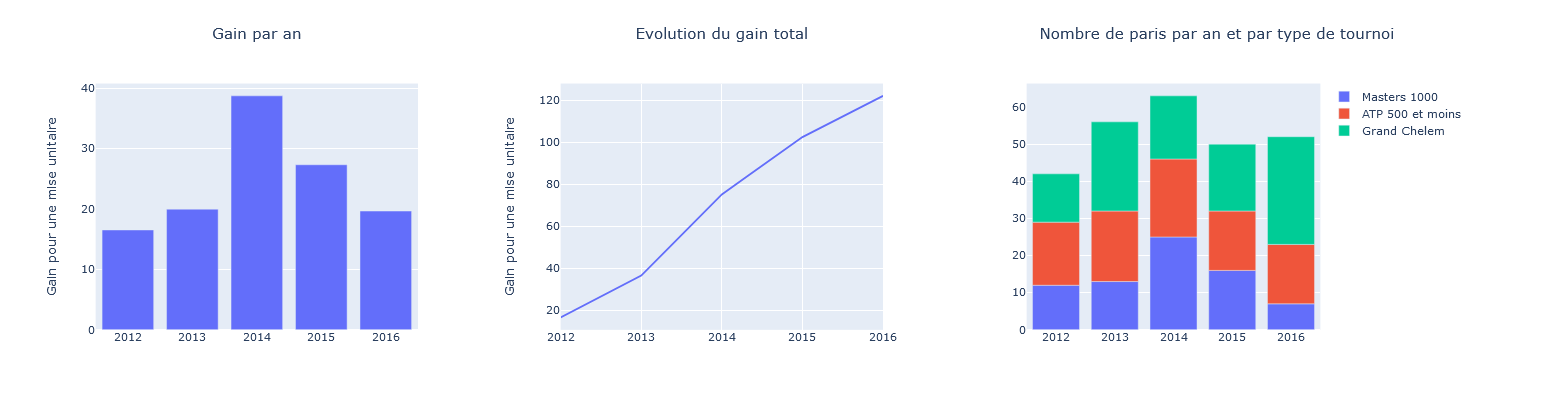 Gain par an
Gain pour une mise unitaire
40
30
20
10
0
2012 2013 2014 2015 2016
Evolution du gain total
Gain pour une mise unitaire
120
100
80
60
40
20
2012 2013 2014 2015 2016
Nombre de paris par an et par type de tournoi
60
50
40
30
20
10
0
2012 2013 2014 2015 2016
Masters 1000
ATP 500 et moins
Grand Chelem